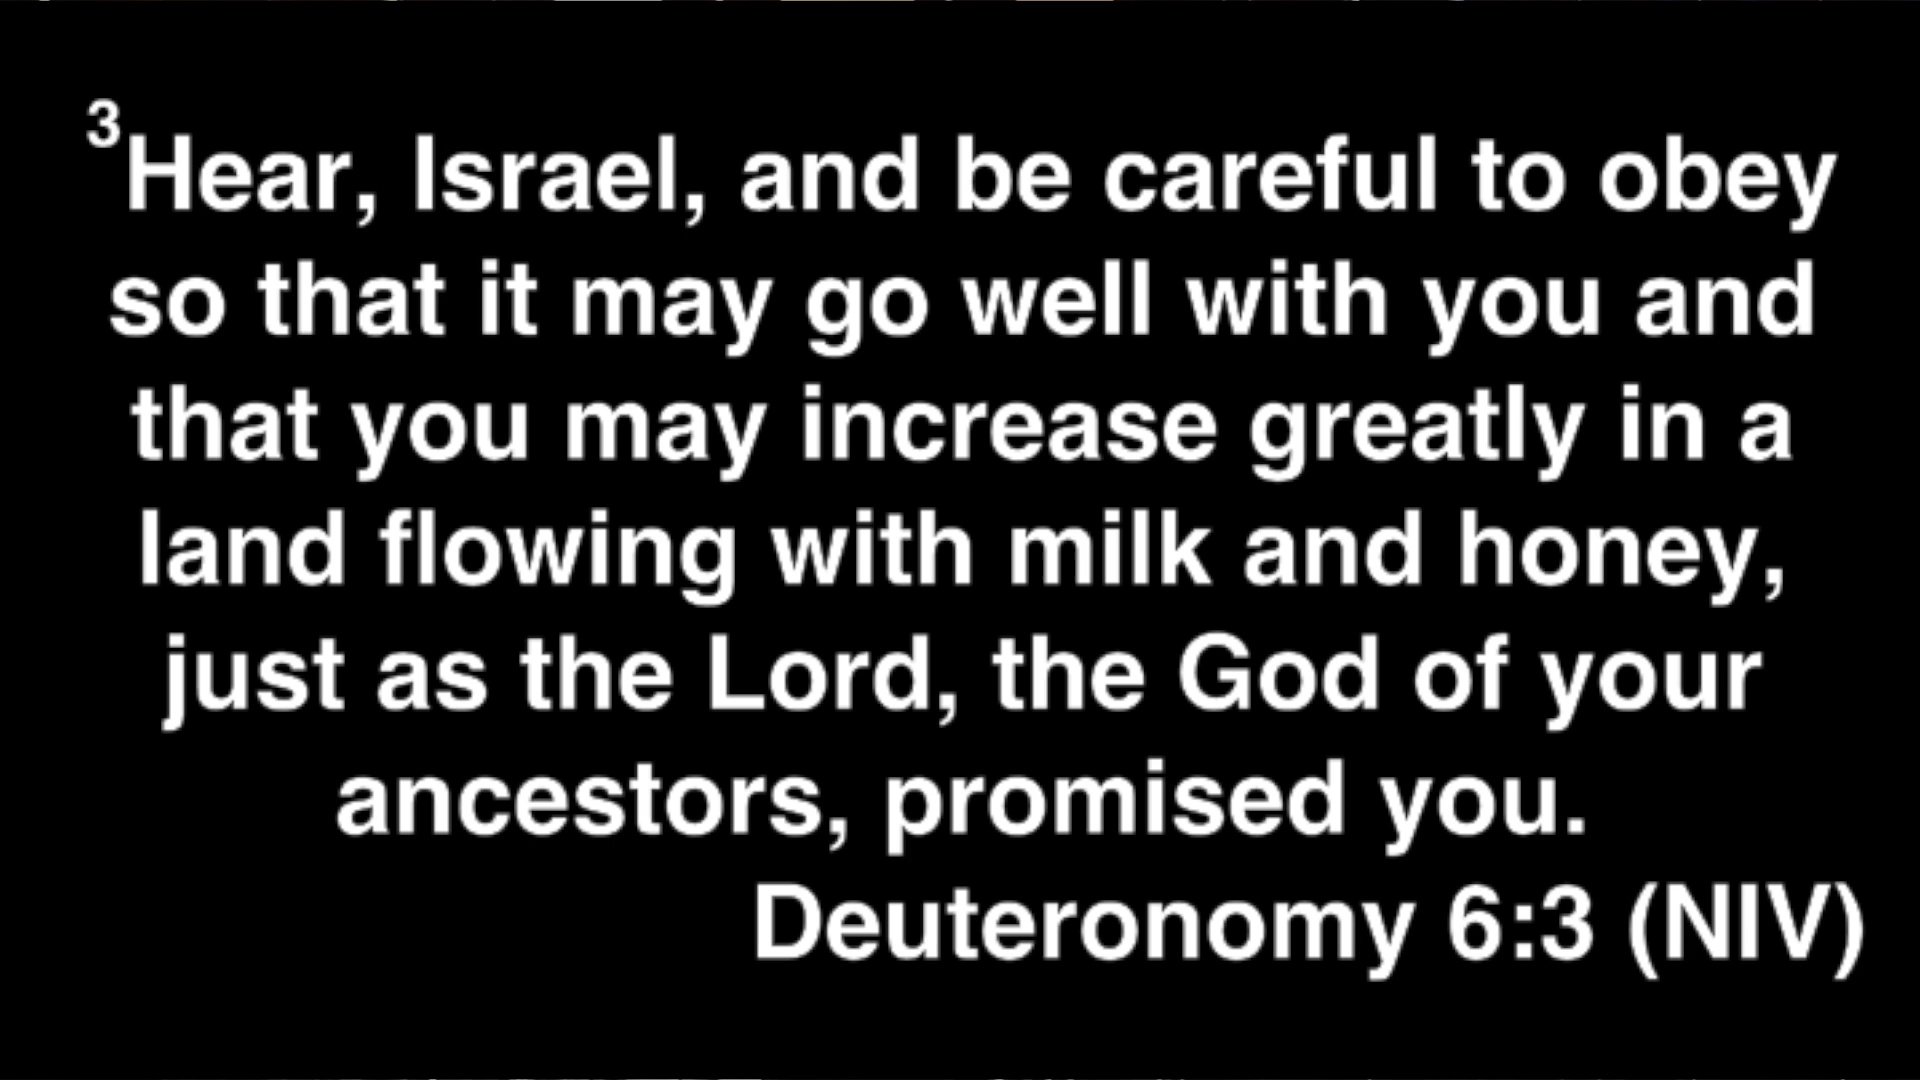 3Hear, Israel, and be careful to obey
so that it may go well with you and
that you may increase greatly in a
land flowing with milk and honey,
just as the Lord, the God of your
ancestors, promised you.
Deuteronomy 6:3 (NIV)